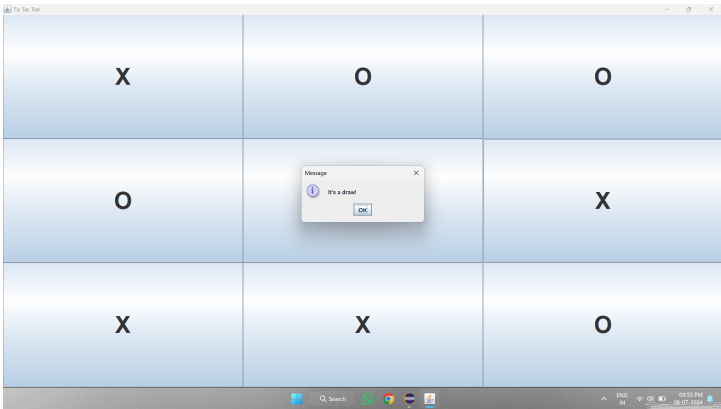 Tic Tac Toe
X O O
Message
It's a draw!
OK
O X
X X O
Search
ENG
IN
09:55 PM
08-07-2024